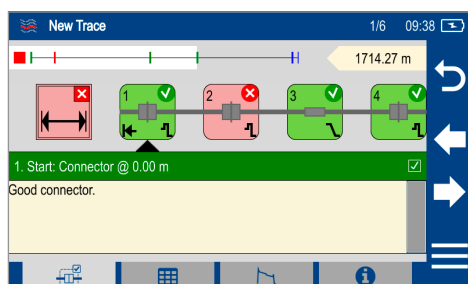 New Trace 1/6 09:38
1714.27 m
1 2 3 4
1. Start: Connector @ 0.00 m
Good connector.